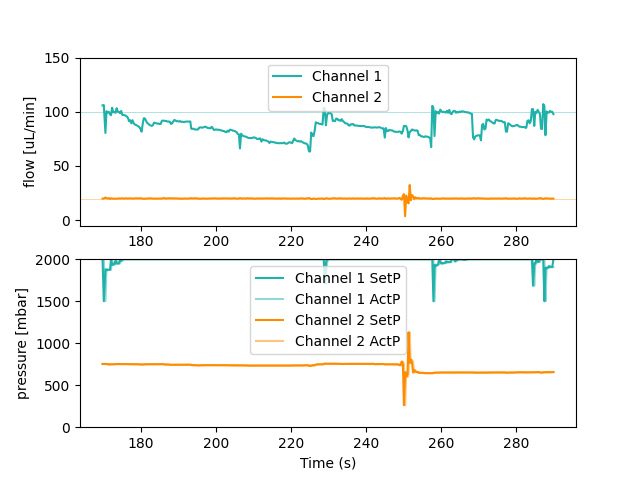 150
100
50
0
flow [uL/min]
Channel 1
Channel 2
180 200 220 240 260 280
2000
1500
1000
500
0
pressure [mbar]
Channel 1 SetP
Channel 1 ActP
Channel 2 SetP
Channel 2 ActP
180 200 220 240 260 280
Time (s)